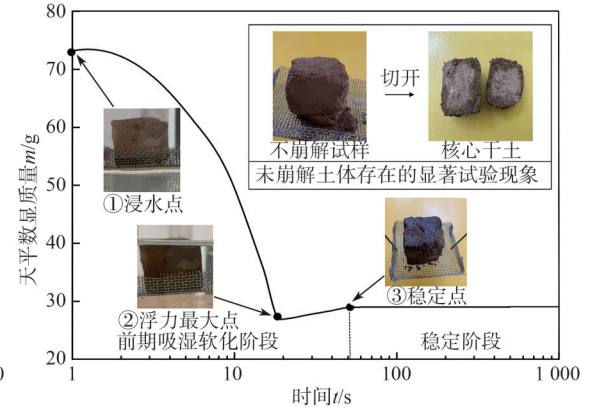 80
70
60
50
40
30
20
天平数显质量m/g
切开
不崩解试样
核心干土
未崩解土体存在的显著试验现象
①浸水点
②浮力最大点
③稳定点
前期吸湿软化阶段
稳定阶段
0
1
10
100
1 000
时间t/s